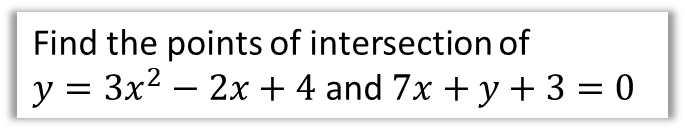 Find the points of intersection of
y = 3x² − 2x + 4 and 7x + y + 3 = 0